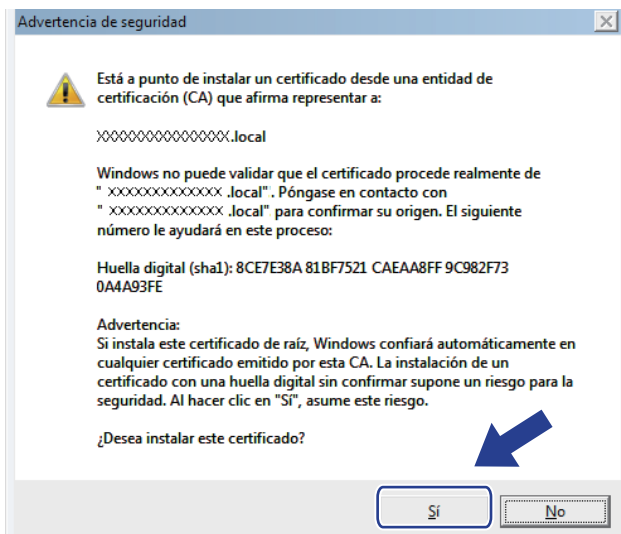 Advertencia de seguridad
Está a punto de instalar un certificado desde una entidad de
certificación (CA) que afirma representar a:
XXXXXXXXXXXXXXXX.local
Windows no puede validar que el certificado procede realmente de
" XXXXXXXXXXXXX .local". Póngase en contacto con
" XXXXXXXXXXXXX .local" para confirmar su origen. El siguiente
número le ayudará en este proceso:
Huella digital (sha1): 8CE7E38A 81BF7521 CAEAA8FF 9C982F73
0A4A93FE
Advertencia:
Si instala este certificado de raíz, Windows confiará automáticamente en
cualquier certificado emitido por esta CA. La instalación de un
certificado con una huella digital sin confirmar supone un riesgo para la
seguridad. Al hacer clic en "Sí", asume este riesgo.
¿Desea instalar este certificado?
Sí No